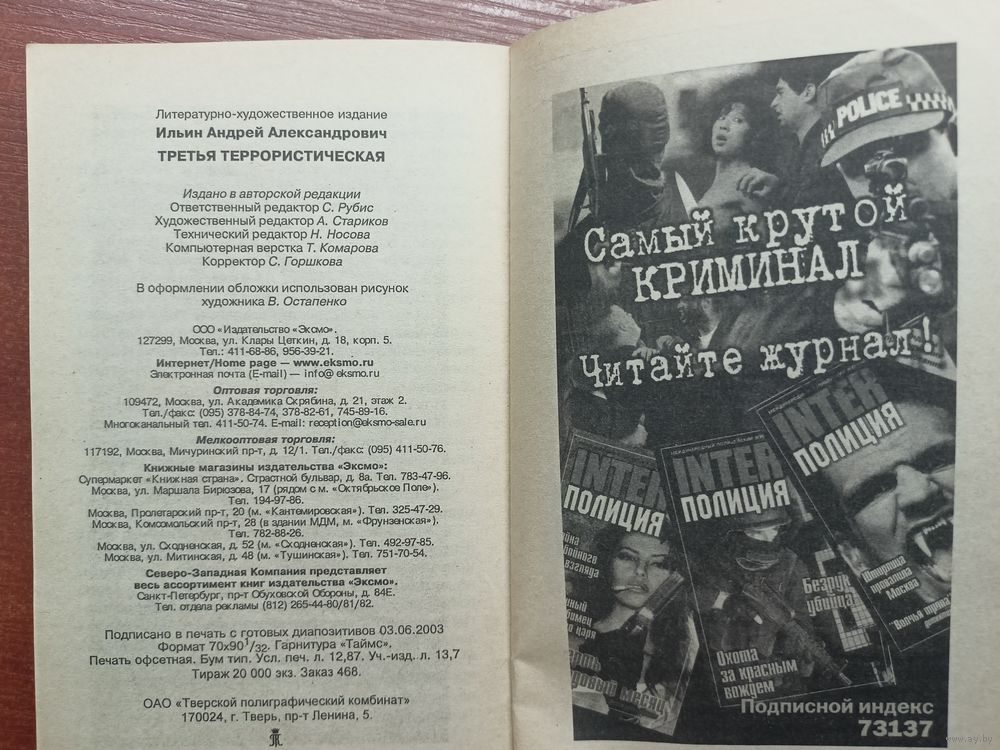 Литературно-художественное издание
Ильин Андрей Александрович
ТРЕТЬЯ ТЕРРОРИСТИЧЕСКАЯ
Издано в авторской редакции
Ответственный редактор С. Рубис
Художественный редактор А. Стариков
Технический редактор Н. Носова
Компьютерная верстка Т. Комарова
Корректор С. Горшкова
В оформлении обложки использован рисунок
художника В. Остапенко
ООО «Издательство «Эксмо».
127299, Москва, ул. Клары Цеткин, д. 18, корп. 5.
Тел.: 411-68-86, 956-39-21.
Интернет/Home page — www.eksmo.ru
Электронная почта (E-mail) — info@ eksmo.ru
Оптовая торговля:
109472, Москва, ул. Академика Скрябина, д. 21, этаж 2.
Тел./факс: (095) 378-84-74, 378-82-61, 745-89-16.
Многоканальный тел. 411-50-74. E-mail: reception@eksmo-sale.ru
Мелкооптовая торговля:
117192, Москва, Мичуринский пр-т, д. 12/1. Тел./факс: (095) 411-50-76.
Книжные магазины издательства «Эксмо»:
Супермаркет «Книжная страна». Страстной бульвар, д. 8а. Тел. 783-47-96.
Москва, ул. Маршала Бирюзова, 17 (рядом с м. «Октябрьское Поле»).
Тел. 194-97-86.
Москва, Пролетарский пр-т, 20 (м. «Кантемировская»). Тел. 325-47-29.
Москва, Комсомольский пр-т, 28 (в здании МДМ, м. «Фрунзенская»).
Тел. 782-88-26.
Москва, ул. Сходненская, д. 52 (м. «Сходненская»). Тел. 492-97-85.
Москва, ул. Митинская, д. 48 (м. «Тушинская»). Тел. 751-70-54.
Северо-Западная Компания представляет
весь ассортимент книг издательства «Эксмо».
Санкт-Петербург, пр-т Обуховской Обороны, д. 84Е.
Тел. отдела рекламы (812) 265-44-80/81/82.
Подписано в печать с готовых диапозитивов 03.06.2003
Формат 70x90 1/32. Гарнитура «Таймс».
Печать офсетная. Бум тип. Усл. печ. л. 12,87. Уч.-изд. л. 13,7
Тираж 20 000 экз. Заказ 468.
ОАО «Тверской полиграфический комбинат»
170024, г. Тверь, пр-т Ленина, 5.
POLICE
Самый крутой
КРИМИНАЛ
Читайте журнал!
INTER
ПОЛИЦИЯ
INTER
ПОЛИЦИЯ
INTER
ПОЛИЦИЯ
взгляда
месяц
Охота
за красным
вождем
Безрук
убийца
Москва
Подписной индекс
73137
www.ay.by